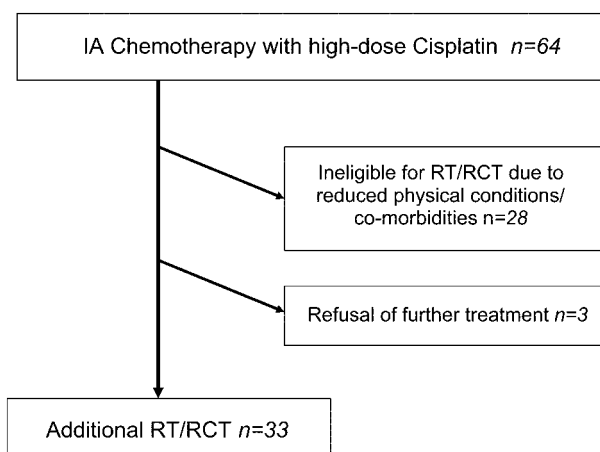 IA Chemotherapy with high-dose Cisplatin n=64
Ineligible for RT/RCT due to
reduced physical conditions/
co-morbidities n=28
Refusal of further treatment n=3
Additional RT/RCT n=33